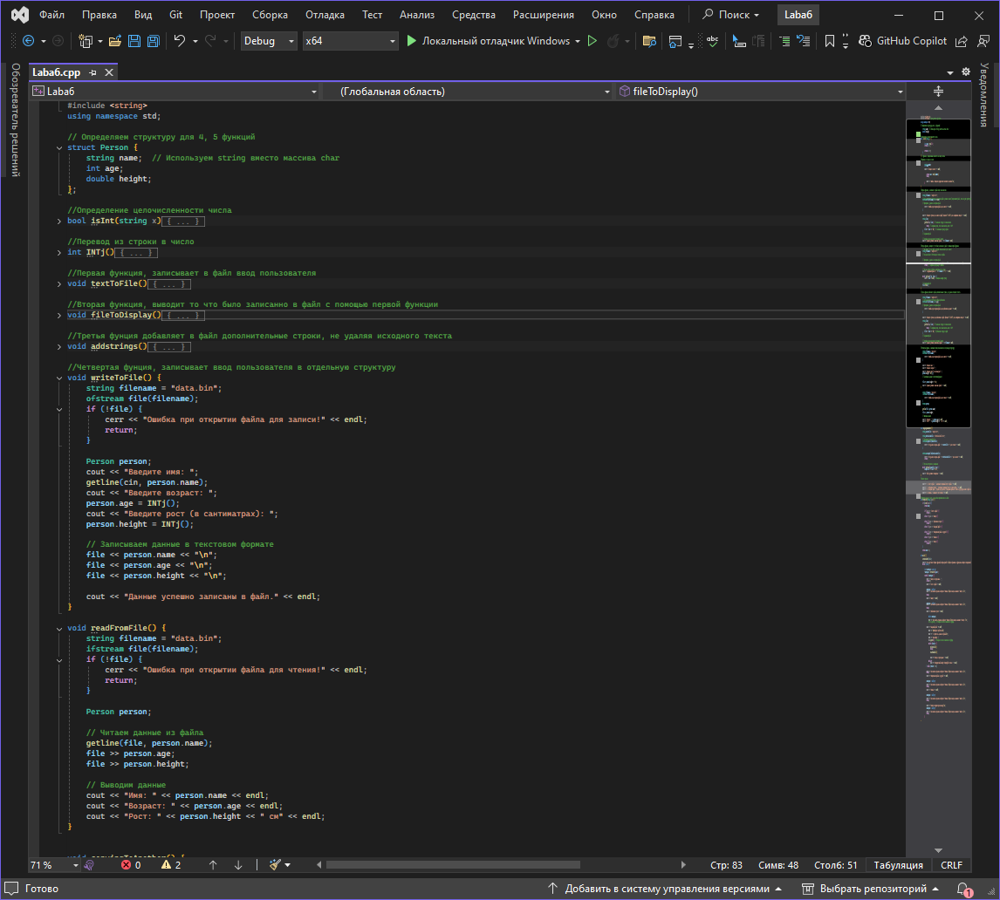 Файл Правка Вид Git Проект Сборка Отладка Тест Анализ Средства Расширения Окно Справка Поиск Laba6
Debug x64 Локальный отладчик Windows abc GitHub Copilot
Обозреватель решений
Уведомления
Laba6.cpp
Laba6 (Глобальная область) fileToDisplay()
#include <string>
using namespace std;
// Определяем структуру для 4, 5 функций
struct Person {
string name; // Используем string вместо массива char
int age;
double height;
};
//Определение целочисленности числа
bool isInt(string x){ ... }
//Перевод из строки в число
int INTj(){ ... }
//Первая функция, записывает в файл ввод пользователя
void textToFile(){ ... }
//Вторая функция, выводит то что было записанно в файл с помощью первой функции
void fileToDisplay(){ ... }
//Третья фунция добавляет в файл дополнительные строки, не удаляя исходного текста
void addstrings(){ ... }
//Четвертая фунция, записывает ввод пользователя в отдельную структуру
void writeToFile() {
string filename = "data.bin";
ofstream file(filename);
if (!file) {
cerr << "Ошибка при открытии файла для записи!" << endl;
return;
}
Person person;
cout << "Введите имя: ";
getline(cin, person.name);
cout << "Введите возраст: ";
person.age = INTj();
cout << "Введите рост (в сантиматрах): ";
person.height = INTj();
// Записываем данные в текстовом формате
file << person.name << "\n";
file << person.age << "\n";
file << person.height << "\n";
cout << "Данные успешно записаны в файл." << endl;
}
void readFromFile() {
string filename = "data.bin";
ifstream file(filename);
if (!file) {
cerr << "Ошибка при открытии файла для чтения!" << endl;
return;
}
Person person;
// Читаем данные из файла
getline(file, person.name);
file >> person.age;
file >> person.height;
// Выводим данные
cout << "Имя: " << person.name << endl;
cout << "Возраст: " << person.age << endl;
cout << "Рост: " << person.height << " см" << endl;
}
71 % 0 2 Стр: 83 Симв: 48 Столб: 51 Табуляция CRLF
Готово Добавить в систему управления версиями Выбрать репозиторий 1